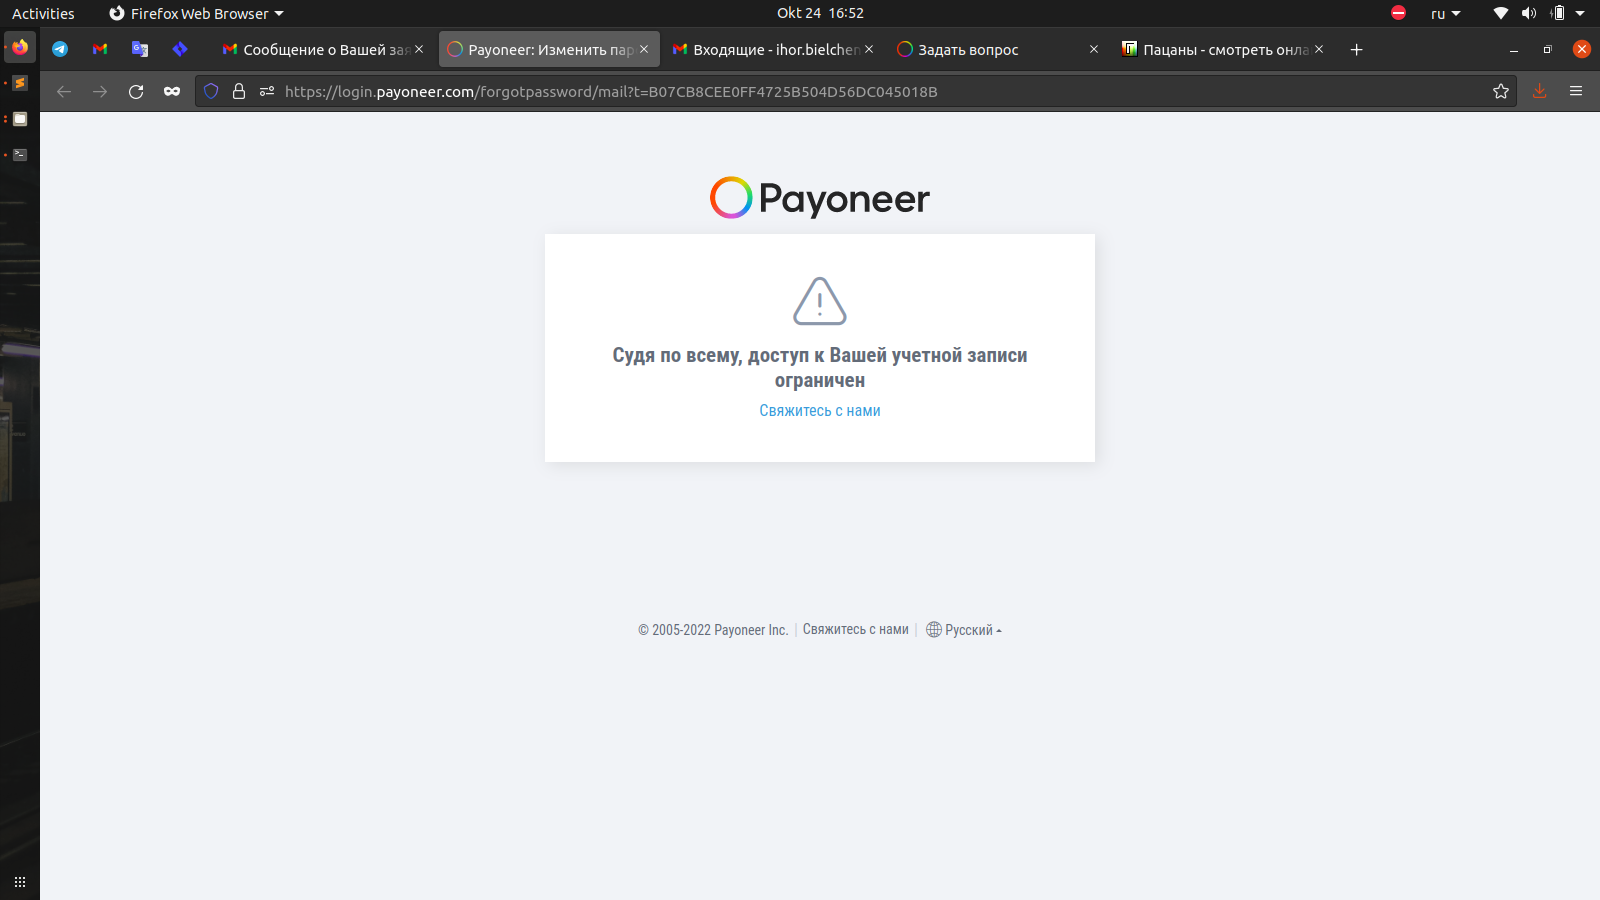 Activities
Firefox Web Browser
Okt 24 16:52
ru
Сообщение о Вашей зая
Payoneer: Изменить пар
Входящие - ihor.bielchen
Задать вопрос
Пацаны - смотреть онла
https://login.payoneer.com/forgotpassword/mail?t=B07CB8CEE0FF4725B504D56DC045018B
Payoneer
Судя по всему, доступ к Вашей учетной записи
ограничен
Свяжитесь с нами
© 2005-2022 Payoneer Inc. | Свяжитесь с нами | Русский